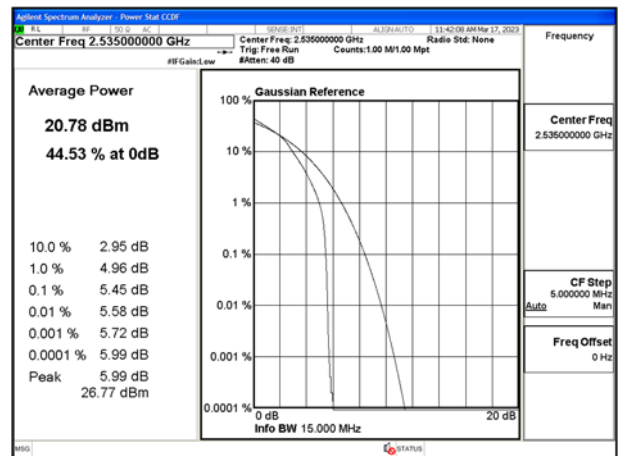 Agilent Spectrum Analyzer - Power Stat CCDF
RL RF 50 Ω AC SENSE:INT ALIGN AUTO 11:42:08 AM Mar 17, 2023
Center Freq 2.535000000 GHz
Center Freq: 2.535000000 GHz Radio Std: None
Trig: Free Run Counts:1.00 M/1.00 Mpt
#IFGain:Low #Atten: 40 dB
Frequency
Average Power
20.78 dBm
44.53 % at 0dB
10.0 % 2.95 dB
1.0 % 4.96 dB
0.1 % 5.45 dB
0.01 % 5.58 dB
0.001 % 5.72 dB
0.0001 % 5.99 dB
Peak 5.99 dB
26.77 dBm
Gaussian Reference
100 %
10 %
1 %
0.1 %
0.01 %
0.001 %
0.0001 %
0 dB 20 dB
Info BW 15.000 MHz
Center Freq
2.535000000 GHz
CF Step
5.000000 MHz
Auto Man
Freq Offset
0 Hz
MSG STATUS